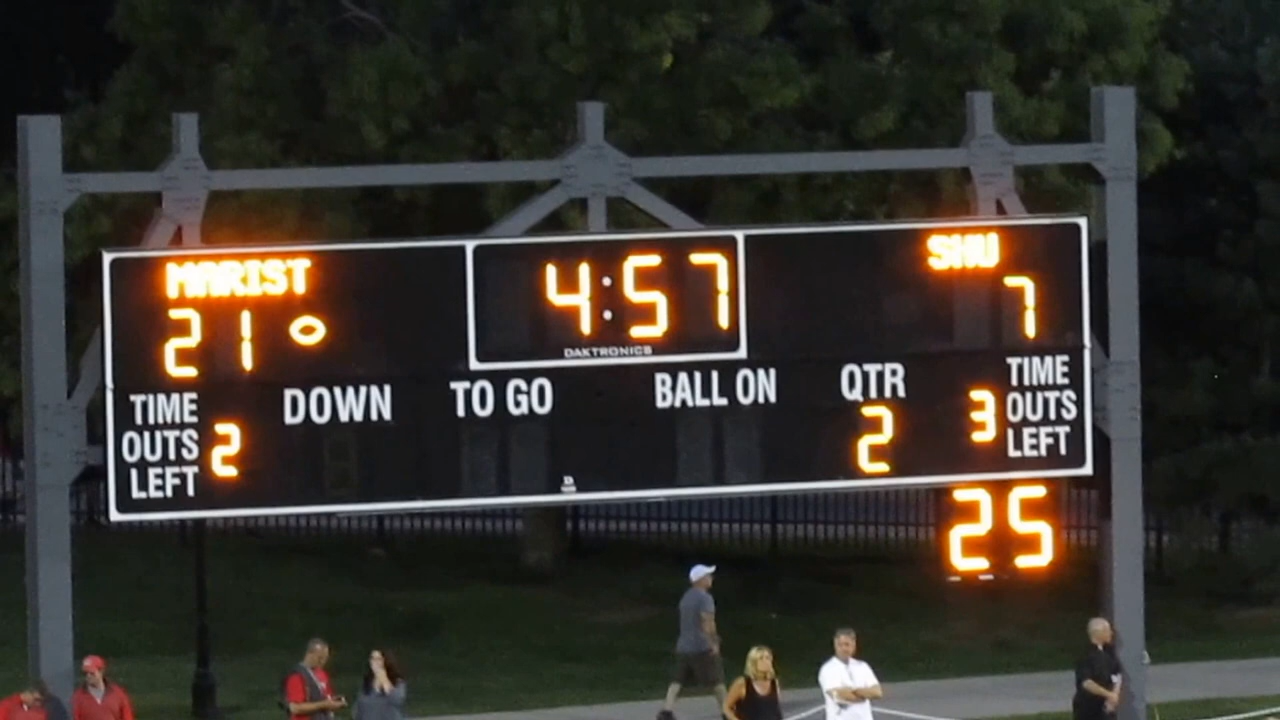 MARIST 4:57 SHU
21 7
DAKTRONICS
TIME OUTS LEFT 2
DOWN TO GO BALL ON QTR 2
3 TIME OUTS LEFT
25